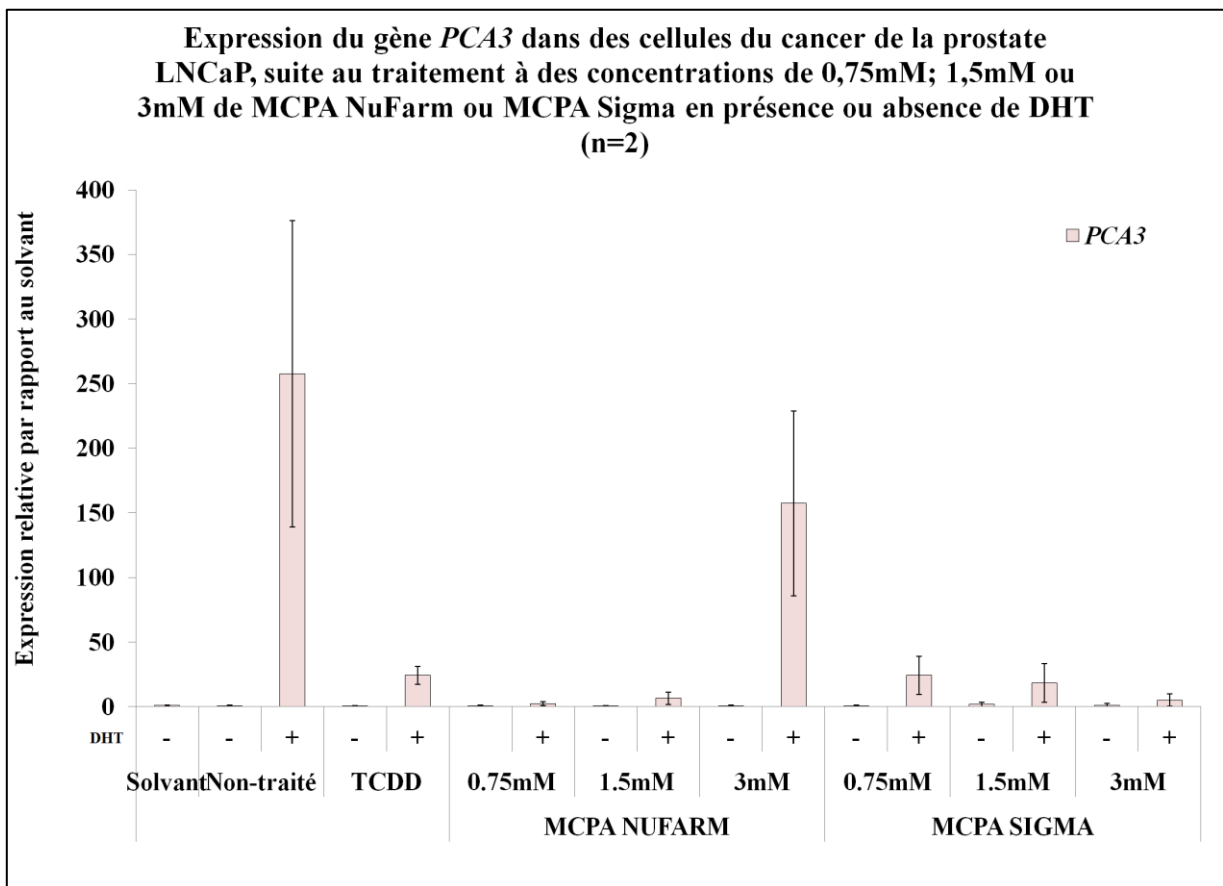 Expression du gène PCA3 dans des cellules du cancer de la prostate
LNCaP, suite au traitement à des concentrations de 0,75mM; 1,5mM ou
3mM de MCPA NuFarm ou MCPA Sigma en présence ou absence de DHT
(n=2)
Expression relative par rapport au solvant
400
350
300
250
200
150
100
50
0
PCA3
DHT - - + - + + - + - + - + - + - +
Solvant Non-traité TCDD 0.75mM 1.5mM 3mM 0.75mM 1.5mM 3mM
MCPA NUFARM MCPA SIGMA